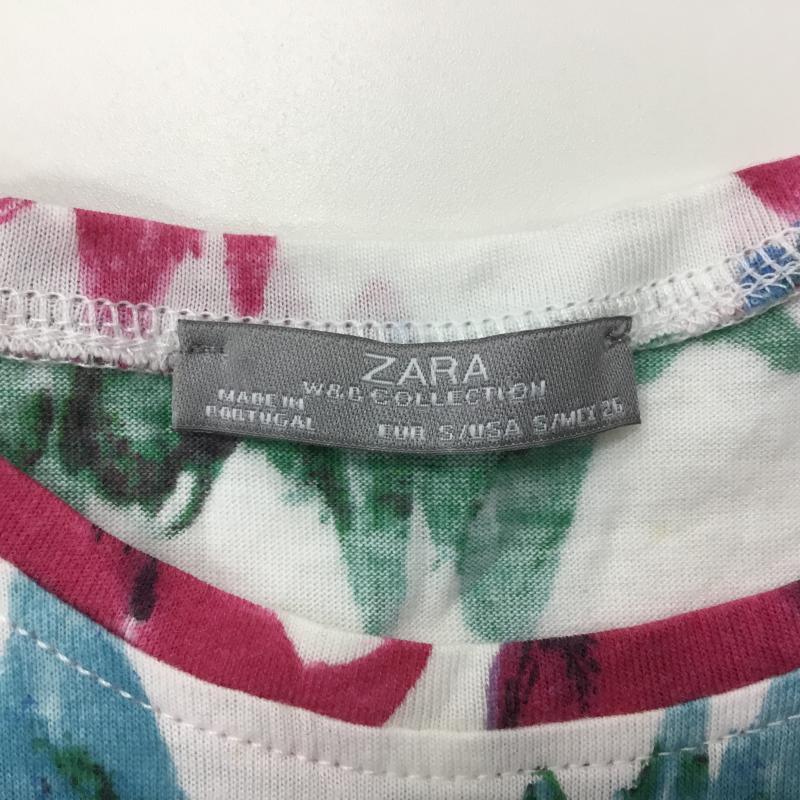 ZARA
W&B COLLECTION
MADE IN
PORTUGAL
EUR S/USA S/MEX 26